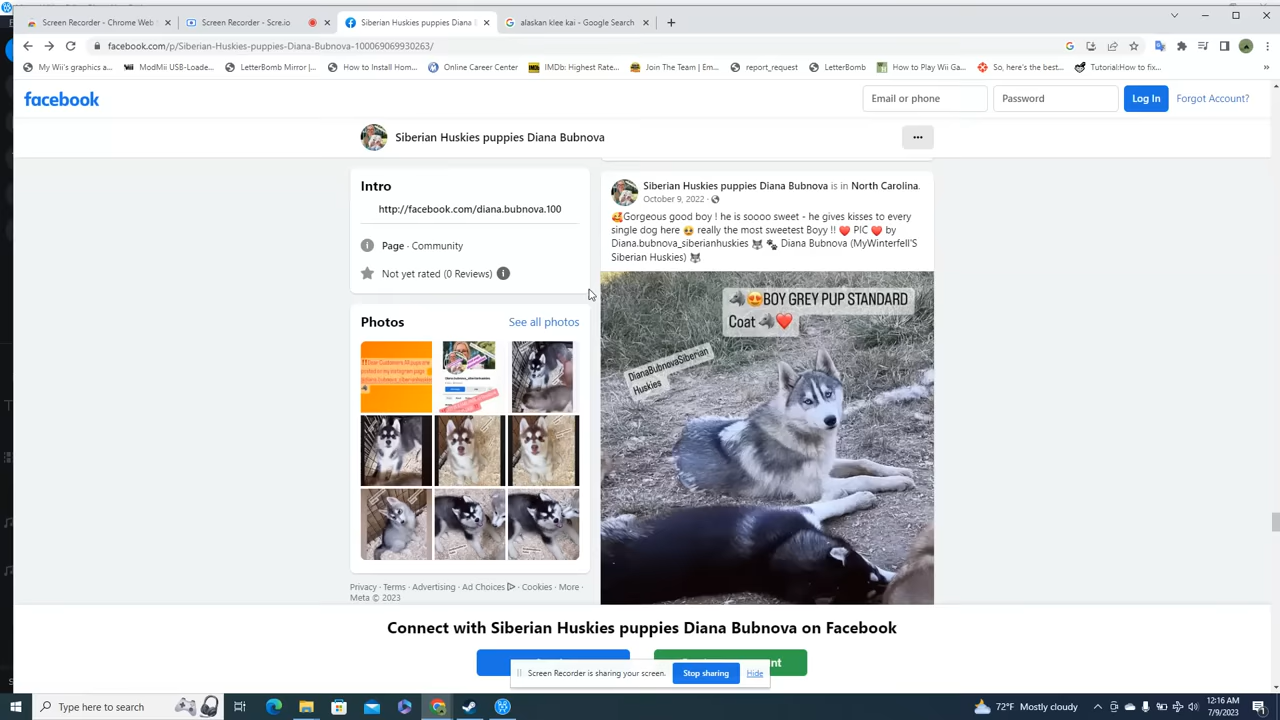 Screen Recorder - Chrome Web
Screen Recorder - Scre.io
Siberian Huskies puppies Diana
alaskan klee kai - Google Search
facebook.com/p/Siberian-Huskies-puppies-Diana-Bubnova-100069069930263/
My Wii's graphics a...
ModMii USB-Loade...
LetterBomb Mirror |...
How to Install Hom...
Online Career Center
IMDb: Highest Rate...
Join The Team | Em...
report_request
LetterBomb
How to Play Wii Ga...
So, here's the best...
Tutorial:How to fix...
»
facebook
Email or phone
Password
Log In
Forgot Account?
Siberian Huskies puppies Diana Bubnova
Intro
http://facebook.com/diana.bubnova.100
Page · Community
Not yet rated (0 Reviews)
Photos
See all photos
Privacy · Terms · Advertising · Ad Choices · Cookies · More ·
Meta © 2023
Siberian Huskies puppies Diana Bubnova is in North Carolina.
October 9, 2022 ·
🥰Gorgeous good boy ! he is soooo sweet - he gives kisses to every
single dog here 🥹 really the most sweetest Boyy !! ❤️ PIC ❤️ by
Diana.bubnova_siberianhuskies 🐺 🐾 Diana Bubnova (MyWinterfell'S
Siberian Huskies) 🐺
🐺😍BOY GREY PUP STANDARD
Coat 🐺❤️
DianaBubnovaSiberian
Huskies
Connect with Siberian Huskies puppies Diana Bubnova on Facebook
Screen Recorder is sharing your screen.
Stop sharing
Hide
Type here to search
72°F Mostly cloudy
12:16 AM
7/9/2023